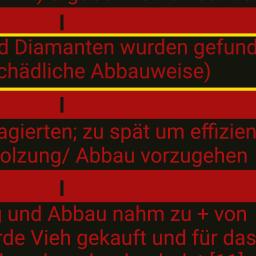 d Diamanten wurden gefund
chädliche Abbauweise)
agierten; zu spät um effizien
olzung/ Abbau vorzugehen
und Abbau nahm zu + von
rde Vieh gekauft und für das